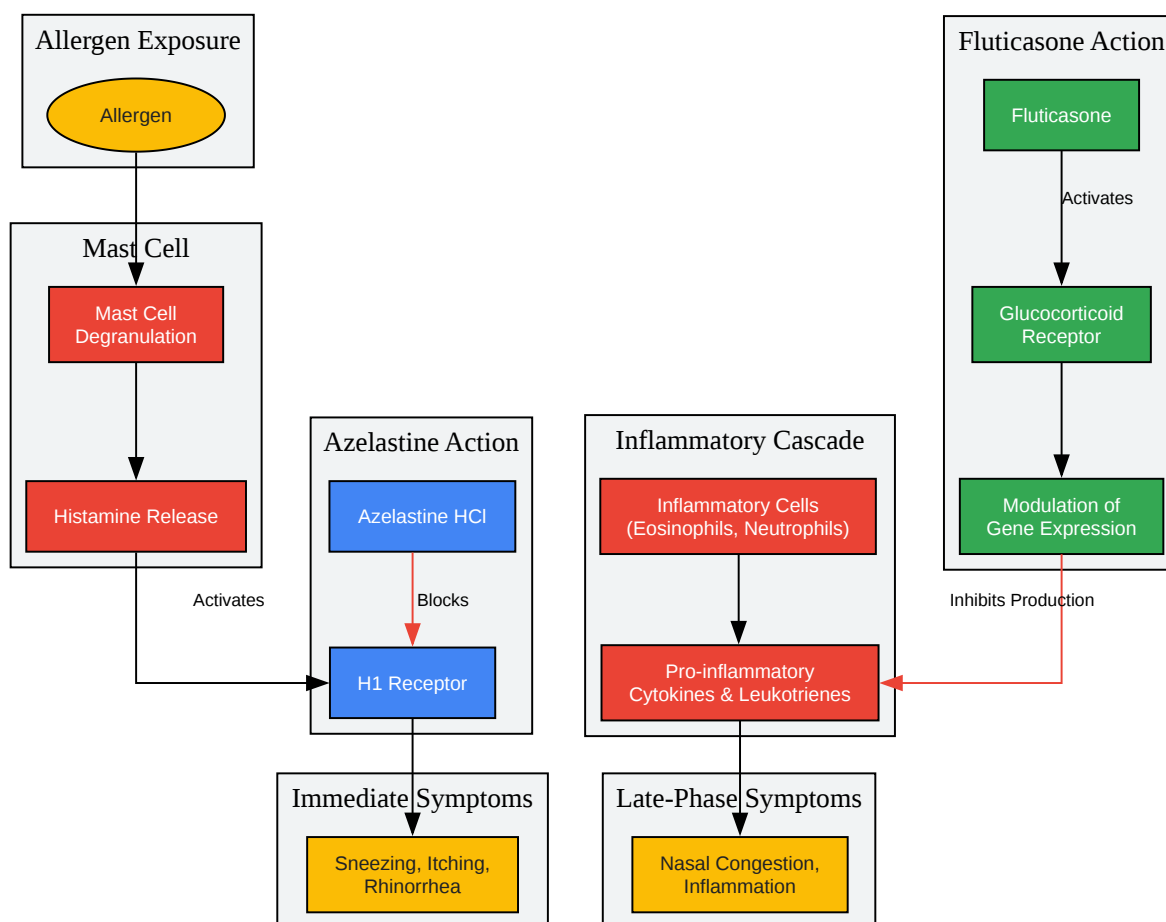 Allergen Exposure
Allergen
Mast Cell
Mast Cell
Degranulation
Histamine Release
Activates
Azelastine Action
Azelastine HCl
Blocks
H1 Receptor
Immediate Symptoms
Sneezing, Itching,
Rhinorrhea
Inflammatory Cascade
Inflammatory Cells
(Eosinophils, Neutrophils)
Pro-inflammatory
Cytokines & Leukotrienes
Late-Phase Symptoms
Nasal Congestion,
Inflammation
Fluticasone Action
Fluticasone
Activates
Glucocorticoid
Receptor
Modulation of
Gene Expression
Inhibits Production